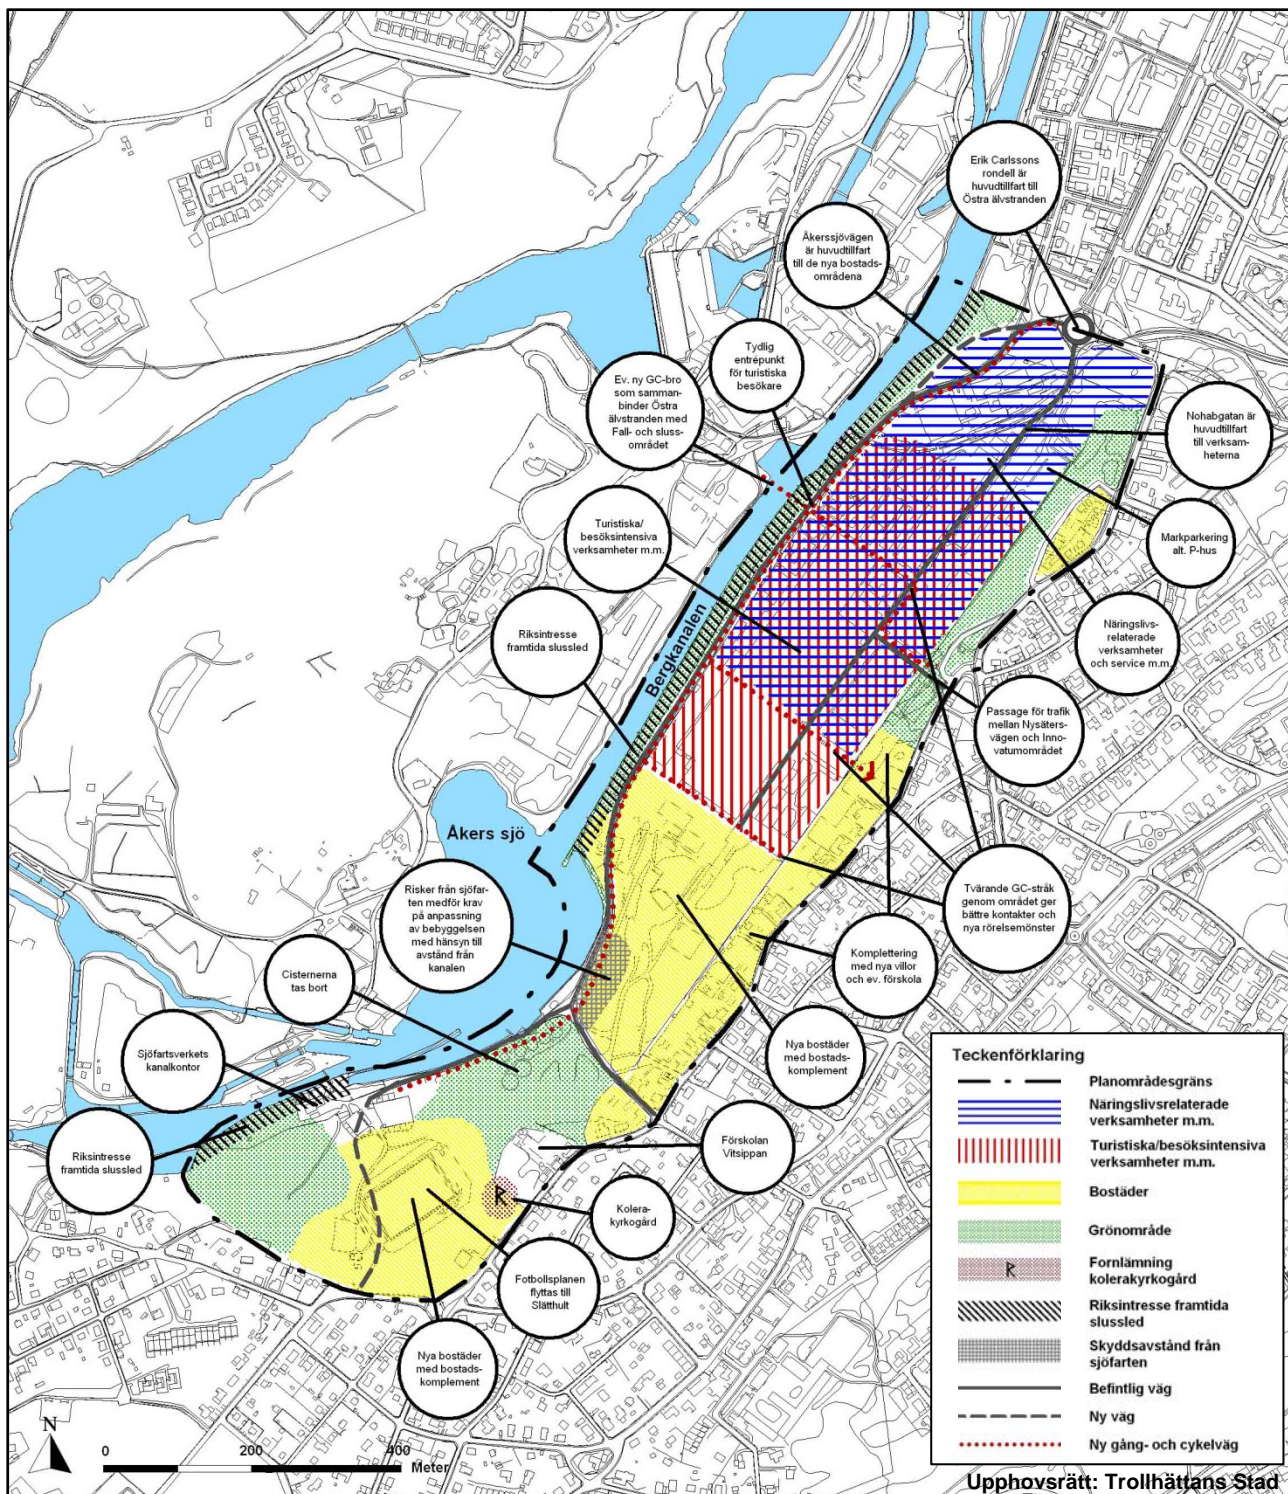 Erik Carlssons
rondell är
huvudtillfart till
Östra älvstranden
Åkerssjövägen
är huvudtillfart
till de nya bostads-
områdena
Tydlig
entrépunkt
för turistiska
besökare
Ev. ny GC-bro
som samman-
binder Östra
älvstranden med
Fall- och sluss-
området
Nohabgatan är
huvudtillfart
till verksam-
heterna
Turistiska/
besöksintensiva
verksamheter m.m.
Markparkering
alt. P-hus
Riksintresse
framtida slussled
Bergkanalen
Näringslivs-
relaterade
verksamheter
och service m.m.
Passage för trafik
mellan Nysäters-
vägen och Inno-
vatumområdet
Åkers sjö
Risker från sjöfar-
ten medför krav
på anpassning
av bebyggelsen
med hänsyn till
avstånd från
kanalen
Tvärande GC-stråk
genom området ger
bättre kontakter och
nya rörelsemönster
Komplettering
med nya villor
och ev. förskola
Cisternerna
tas bort
Nya bostäder
med bostads-
komplement
Sjöfartsverkets
kanalkontor
Riksintresse
framtida slussled
Förskolan
Vitsippan
R
Kolera-
kyrkogård
Fotbollsplanen
flyttas till
Slätthult
Nya bostäder
med bostads-
komplement
N
0 200 400
Meter
Teckenförklaring
Planområdesgräns
Näringslivsrelaterade
verksamheter m.m.
Turistiska/besöksintensiva
verksamheter m.m.
Bostäder
Grönområde
R
Fornlämning
kolerakyrkogård
Riksintresse framtida
slussled
Skyddsavstånd från
sjöfarten
Befintlig väg
Ny väg
Ny gång- och cykelväg
Upphovsrätt: Trollhättans Stad